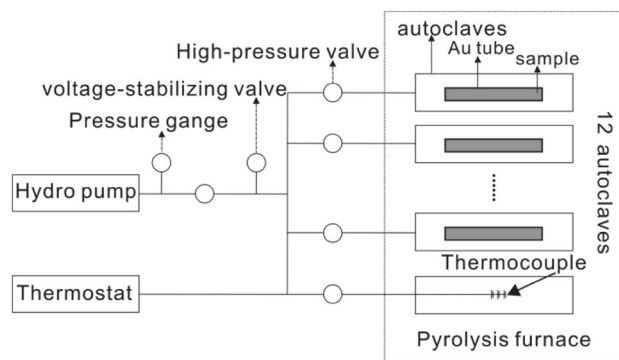 High-pressure valve
autoclaves
Au tube
sample
voltage-stabilizing valve
Pressure gange
Hydro pump
12 autoclaves
Thermocouple
Thermostat
Pyrolysis furnace